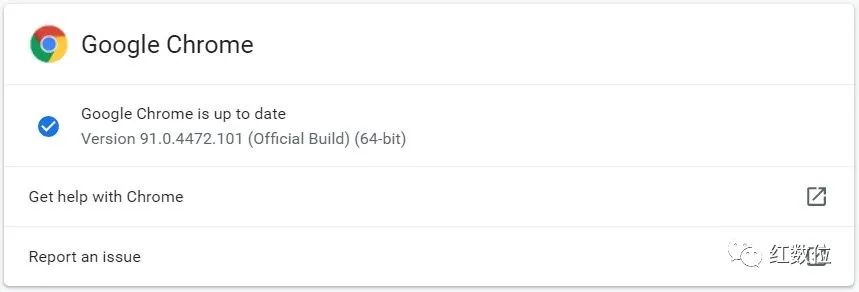 Google Chrome
Google Chrome is up to date
Version 91.0.4472.101 (Official Build) (64-bit)
Get help with Chrome
Report an issue
红数位